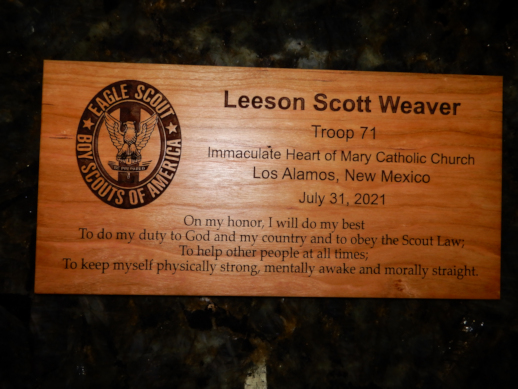 EAGLE SCOUT
BOY SCOUTS OF AMERICA
BE PREPARED
Leeson Scott Weaver
Troop 71
Immaculate Heart of Mary Catholic Church
Los Alamos, New Mexico
July 31, 2021
On my honor, I will do my best
To do my duty to God and my country and to obey the Scout Law;
To help other people at all times;
To keep myself physically strong, mentally awake and morally straight.